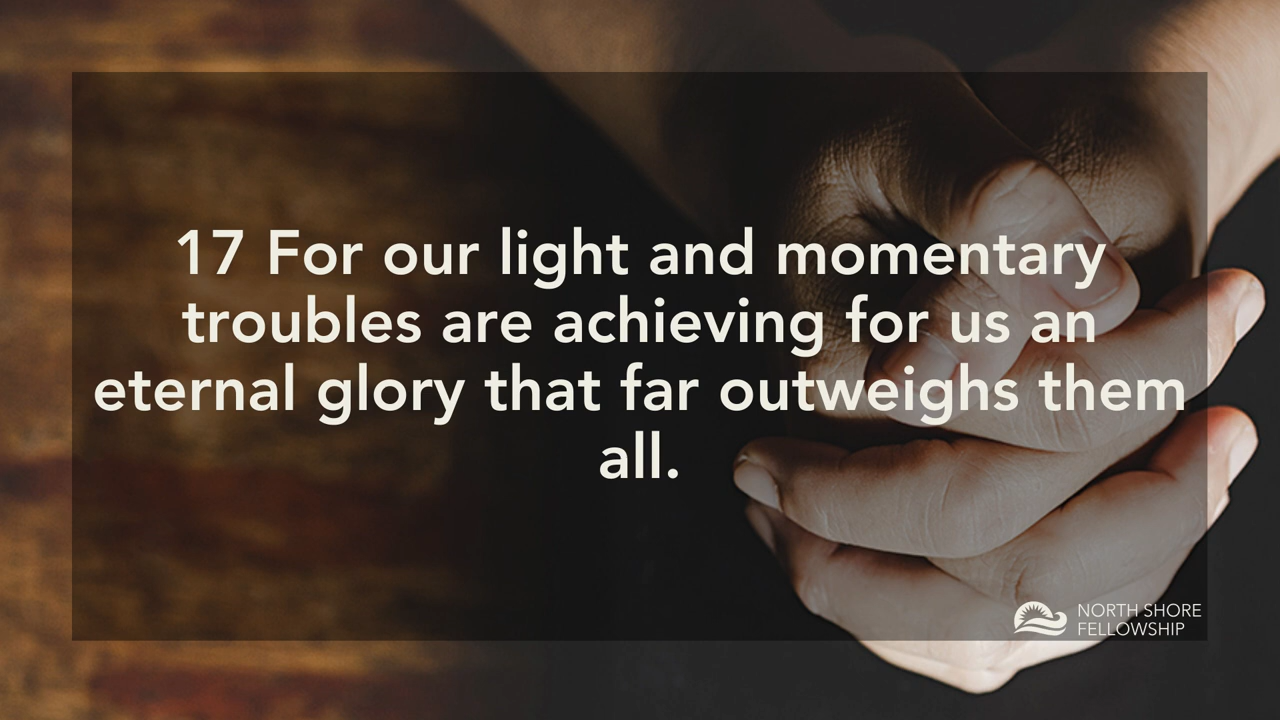 17 For our light and momentary
troubles are achieving for us an
eternal glory that far outweighs them
all.
NORTH SHORE
FELLOWSHIP